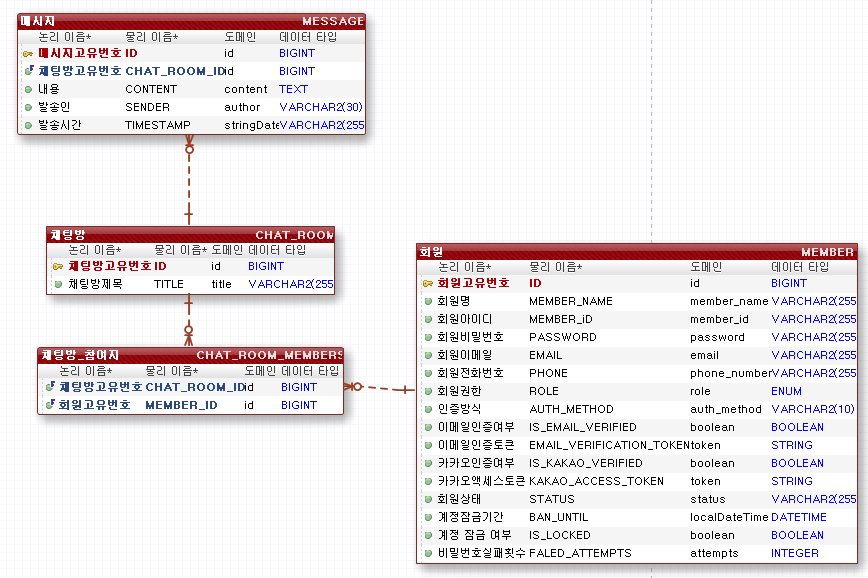 메시지 MESSAGE
논리 이름* 물리 이름* 도메인 데이터 타입
메시지고유번호 ID id BIGINT
채팅방고유번호 CHAT_ROOM_ID id BIGINT
내용 CONTENT content TEXT
발송인 SENDER author VARCHAR2(30)
발송시간 TIMESTAMP stringDate VARCHAR2(255
채팅방 CHAT_ROOM
논리 이름* 물리 이름* 도메인 데이터 타입
채팅방고유번호 ID id BIGINT
채팅방제목 TITLE title VARCHAR2(255
채팅방_참여자 CHAT_ROOM_MEMBERS
논리 이름* 물리 이름* 도메인 데이터 타입
채팅방고유번호 CHAT_ROOM_ID id BIGINT
회원고유번호 MEMBER_ID id BIGINT
회원 MEMBER
논리 이름* 물리 이름* 도메인 데이터 타입
회원고유번호 ID id BIGINT
회원명 MEMBER_NAME member_name VARCHAR2(255
회원아이디 MEMBER_iD member_id VARCHAR2(255
회원비밀번호 PASSWORD password VARCHAR2(255
회원이메일 EMAIL email VARCHAR2(255
회원전화번호 PHONE phone_number VARCHAR2(255
회원권한 ROLE role ENUM
인증방식 AUTH_METHOD auth_method VARCHAR2(10)
이메일인증여부 IS_EMAIL_VERIFIED boolean BOOLEAN
이메일인증토큰 EMAIL_VERIFICATION_TOKEN token STRING
카카오인증여부 IS_KAKAO_VERIFIED boolean BOOLEAN
카카오액세스토큰 KAKAO_ACCESS_TOKEN token STRING
회원상태 STATUS status VARCHAR2(255
계정잠금기간 BAN_UNTIL localDateTime DATETIME
계정 잠금 여부 IS_LOCKED boolean BOOLEAN
비밀번호실패횟수 FALED_ATTEMPTS attempts INTEGER